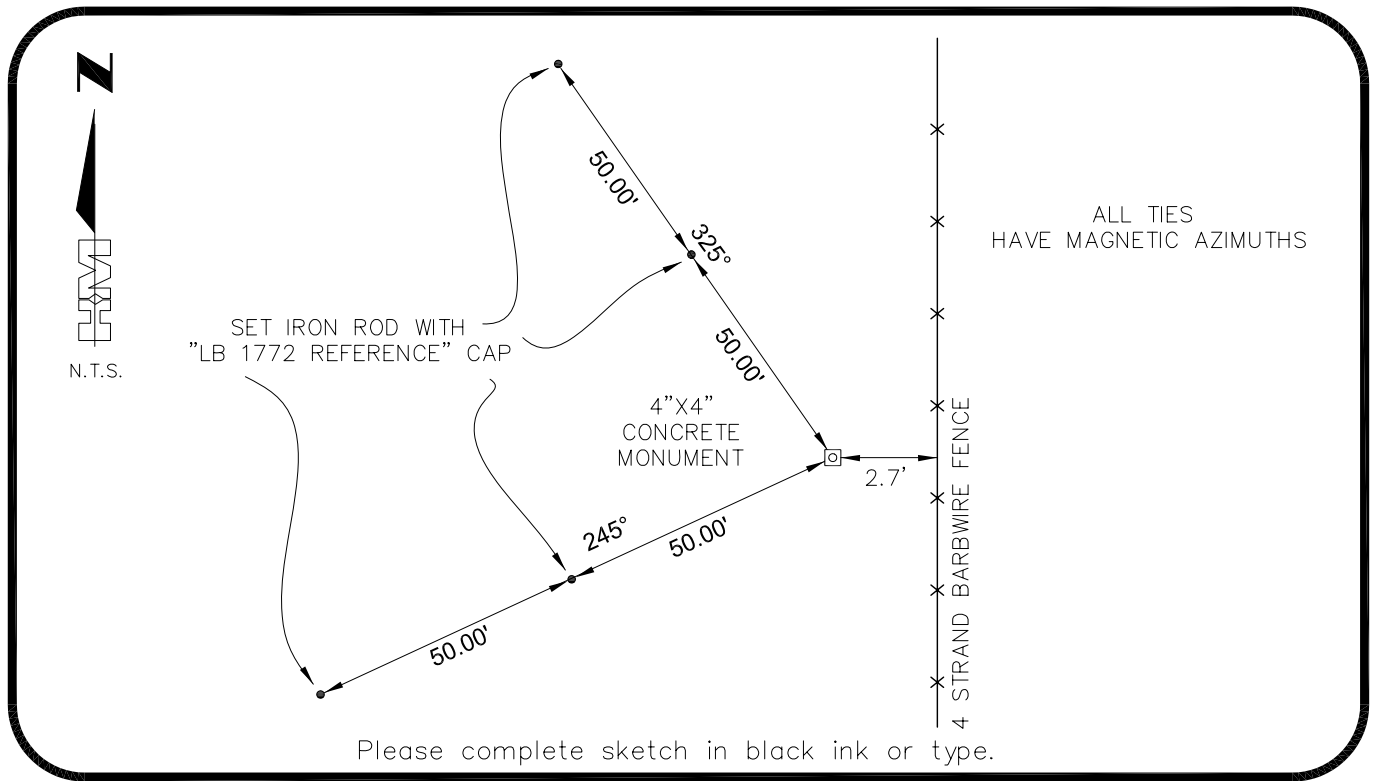 N
HM
N.T.S.
50.00'
325°
50.00'
ALL TIES
HAVE MAGNETIC AZIMUTHS
SET IRON ROD WITH
"LB 1772 REFERENCE" CAP
4"X4"
CONCRETE
MONUMENT
2.7'
4 STRAND BARBWIRE FENCE
245°
50.00'
50.00'
Please complete sketch in black ink or type.